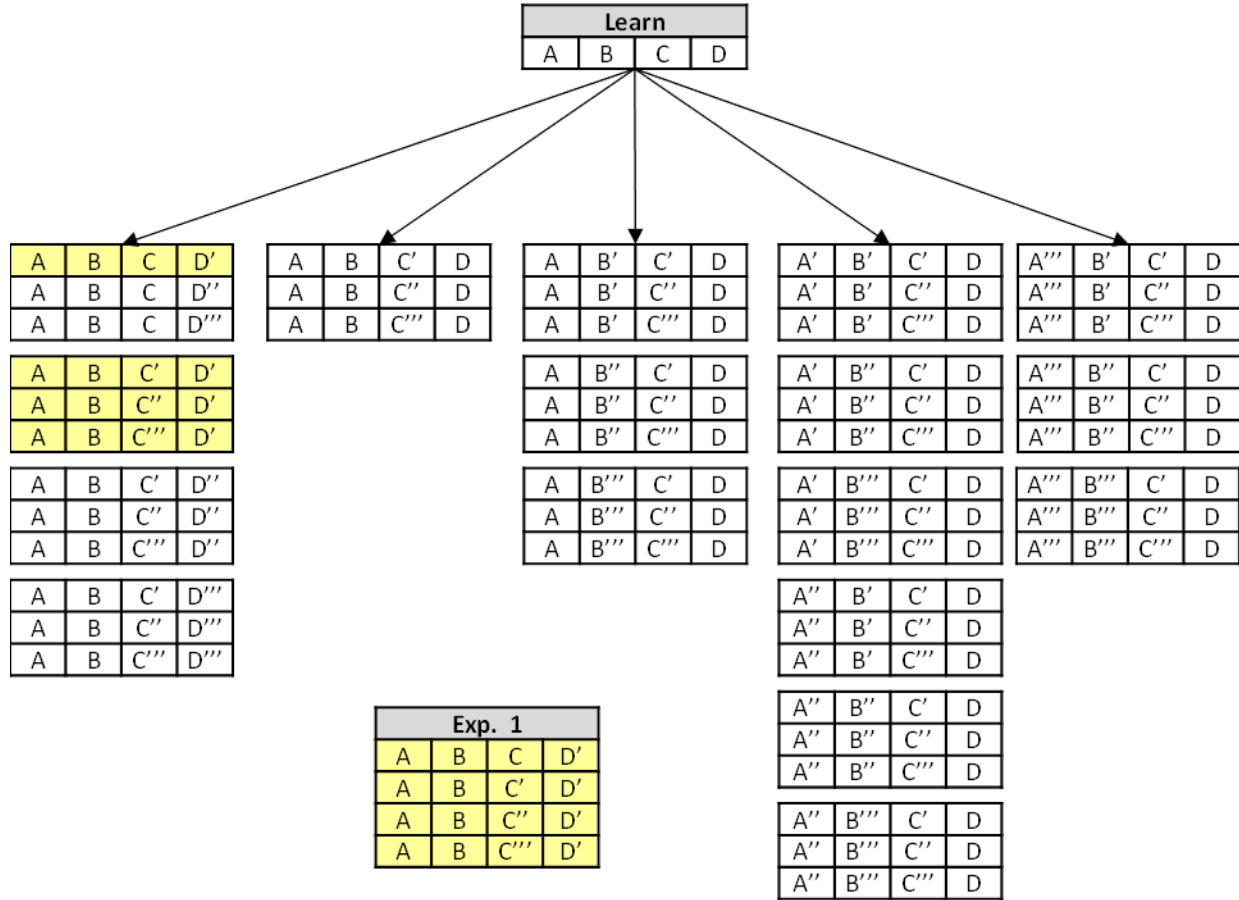 Learn
A B C D
A B C D'
A B C D''
A B C D'''
A B C' D'
A B C'' D'
A B C''' D'
A B C' D''
A B C'' D''
A B C''' D''
A B C' D'''
A B C'' D'''
A B C''' D'''
A B C' D
A B C'' D
A B C''' D
A B' C' D
A B' C'' D
A B' C''' D
A B'' C' D
A B'' C'' D
A B'' C''' D
A B''' C' D
A B''' C'' D
A B''' C''' D
A' B' C' D
A' B' C'' D
A' B' C''' D
A' B'' C' D
A' B'' C'' D
A' B'' C''' D
A' B''' C' D
A' B''' C'' D
A' B''' C''' D
A'' B' C' D
A'' B' C'' D
A'' B' C''' D
A'' B'' C' D
A'' B'' C'' D
A'' B'' C''' D
A'' B''' C' D
A'' B''' C'' D
A'' B''' C''' D
A''' B' C' D
A''' B' C'' D
A''' B' C''' D
A''' B'' C' D
A''' B'' C'' D
A''' B'' C''' D
A''' B''' C' D
A''' B''' C'' D
A''' B''' C''' D
Exp. 1
A B C D'
A B C' D'
A B C'' D'
A B C''' D'